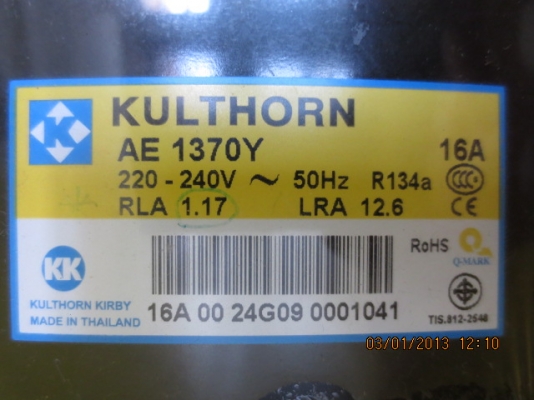 KULTHORN
AE 1370Y 16A
220 - 240V ~ 50Hz R134a
RLA 1.17 LRA 12.6
CCC
CE
K
KK
RoHS
Q-MARK
KULTHORN KIRBY
MADE IN THAILAND
16A 00 24G09 0001041
TIS.812-2548
03/01/2013 12:10